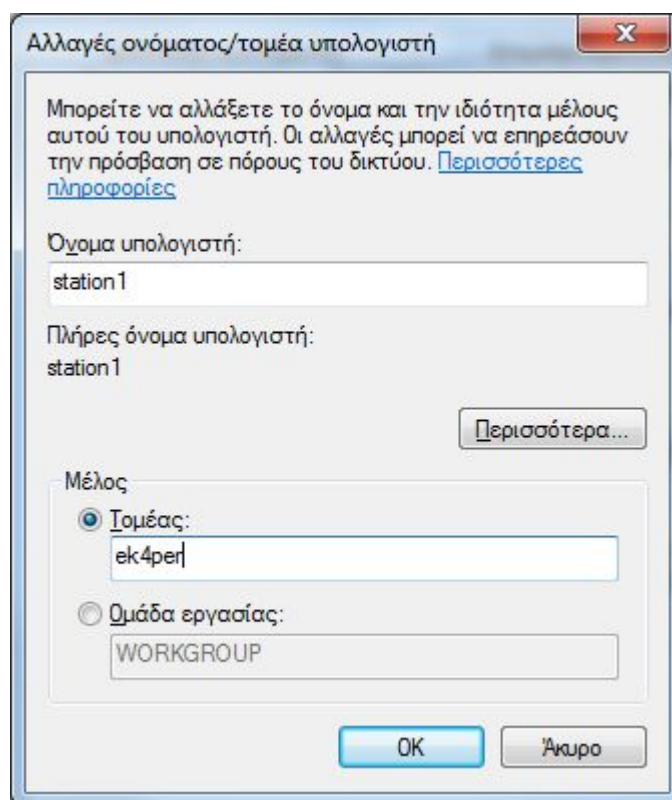 Αλλαγές ονόματος/τομέα υπολογιστή
Μπορείτε να αλλάξετε το όνομα και την ιδιότητα μέλους
αυτού του υπολογιστή. Οι αλλαγές μπορεί να επηρεάσουν
την πρόσβαση σε πόρους του δικτύου. Περισσότερες
πληροφορίες
Όνομα υπολογιστή:
station1
Πλήρες όνομα υπολογιστή:
station1
Περισσότερα...
Μέλος
Τομέας:
ek4per
Ομάδα εργασίας:
WORKGROUP
OK
Άκυρο